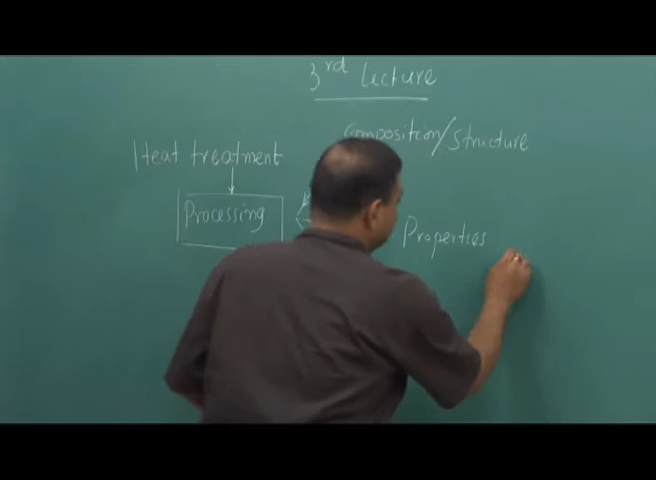 3rd lecture
Composition/Structure
Heat treatment
Processing
Properties